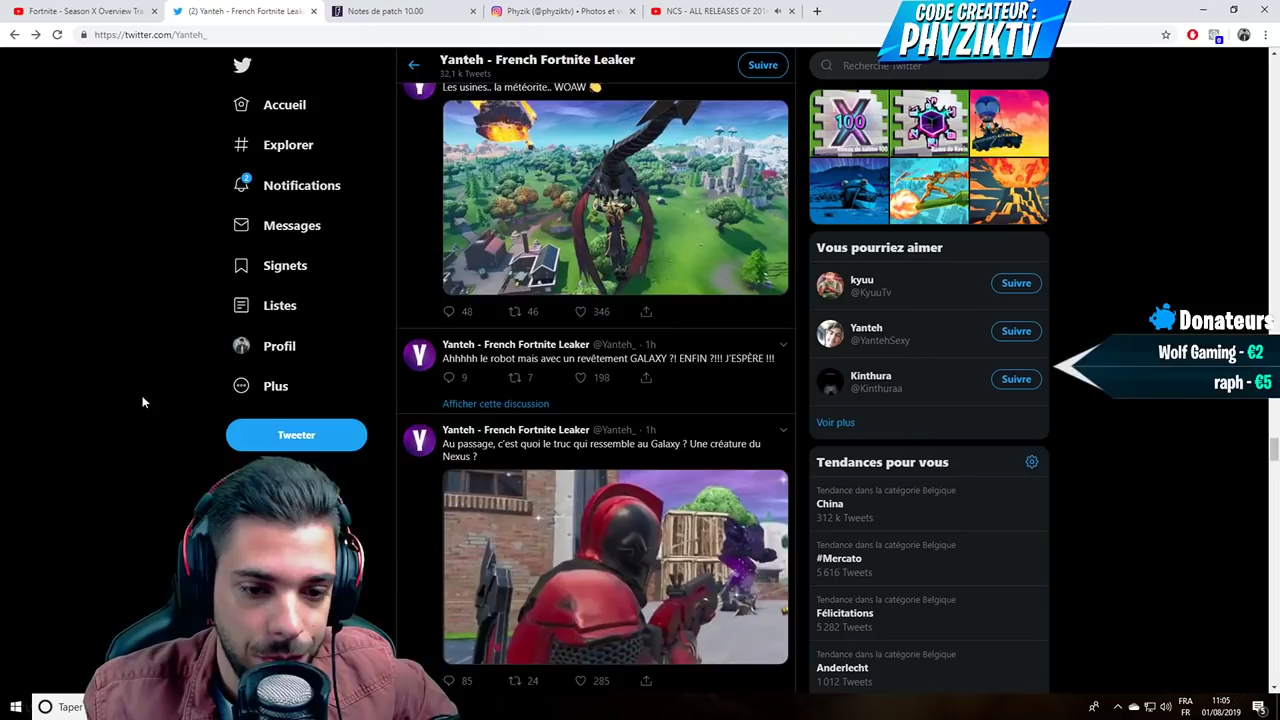 Fortnite - Season X Overview Tra
(2) Yanteh - French Fortnite Leak
Notes de patch 10.00
Phyzik (@phyziktv) • Photos et v
NCS - ALL RELEASES OF 201
https://twitter.com/Yanteh_
CODE CREATEUR :
PHYZIKTV
Accueil
Explorer
2
Notifications
Messages
Signets
Listes
Profil
Plus
Tweeter
Yanteh - French Fortnite Leaker
32,1 k Tweets
Suivre
Les usines.. la météorite.. WOAW 👏
48 46 346
Yanteh - French Fortnite Leaker @Yanteh_ · 1h
Ahhhhh le robot mais avec un revêtement GALAXY ?! ENFIN ?!!! J'ESPÈRE !!!
9 7 198
Afficher cette discussion
Yanteh - French Fortnite Leaker @Yanteh_ · 1h
Au passage, c'est quoi le truc qui ressemble au Galaxy ? Une créature du
Nexus ?
85 24 285
Recherche Twitter
X
100
Vous pourriez aimer
kyuu
@KyuuTv
Suivre
Yanteh
@YantehSexy
Suivre
Kinthura
@Kinthuraa
Suivre
Voir plus
Tendances pour vous
Tendance dans la catégorie Belgique
China
312 k Tweets
Tendance dans la catégorie Belgique
#Mercato
5 616 Tweets
Tendance dans la catégorie Belgique
Félicitations
5 282 Tweets
Tendance dans la catégorie Belgique
Anderlecht
1 012 Tweets
Donateurs
Wolf Gaming - €2
raph - €5
Taper
FRA
FR
11:05
01/08/2019
5